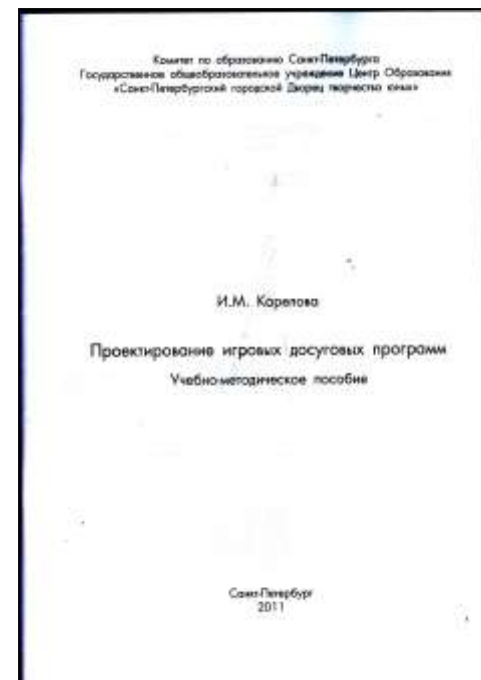 Комитет по образованию Санкт-Петербурга
Государственное общеобразовательное учреждение Центр Образования
«Санкт-Петербургский городской Дворец творчества юных»
И.М. Карелова
Проектирование игровых досуговых программ
Учебно-методическое пособие
Санкт-Петербург
2011